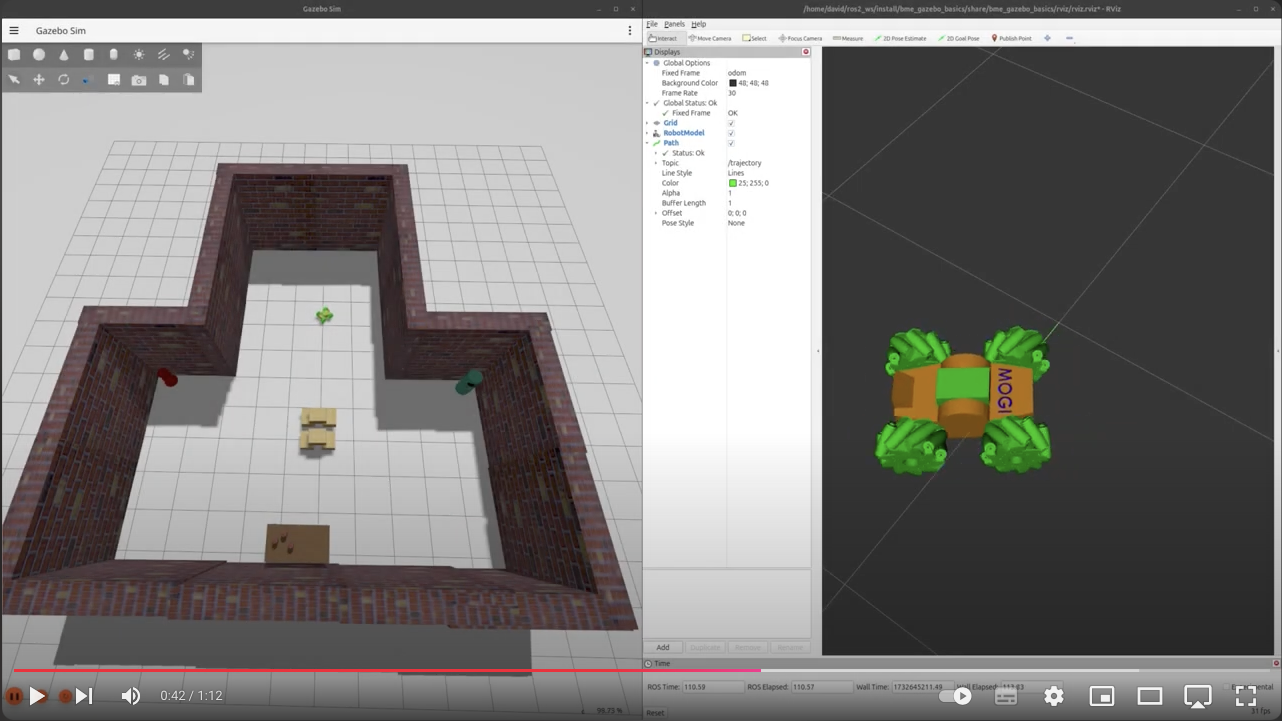 Gazebo Sim
/home/david/ros2_ws/install/bme_gazebo_basics/share/bme_gazebo_basics/rviz/rviz.rviz* - RViz
Gazebo Sim
File Panels Help
Interact Move Camera Select Focus Camera Measure 2D Pose Estimate 2D Goal Pose Publish Point
Displays
Global Options
Fixed Frame odom
Background Color 48; 48; 48
Frame Rate 30
Global Status: Ok
Fixed Frame OK
Grid
RobotModel
Path
Status: Ok
Topic /trajectory
Line Style Lines
Color 25; 255; 0
Alpha 1
Buffer Length 1
Offset 0; 0; 0
Pose Style None
MOGI
Add Duplicate Remove Rename
Time
ROS Time: 110.59 ROS Elapsed: 110.57 Wall Time: 1732645211.49 Wall Elapsed:
0:42 / 1:12
Reset
31 fps